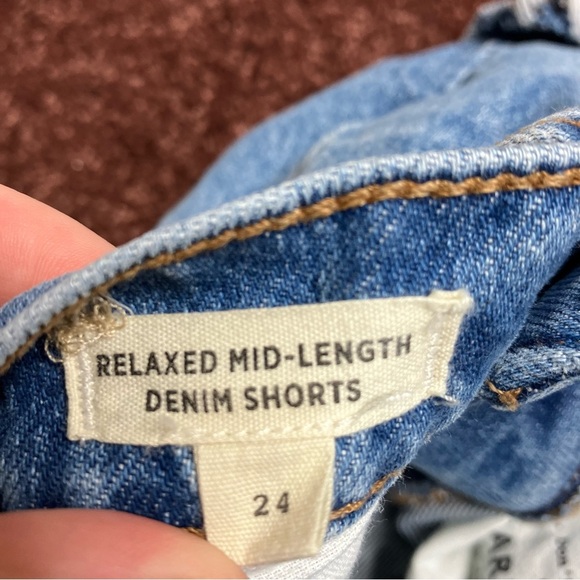 RELAXED MID-LENGTH
DENIM SHORTS
24